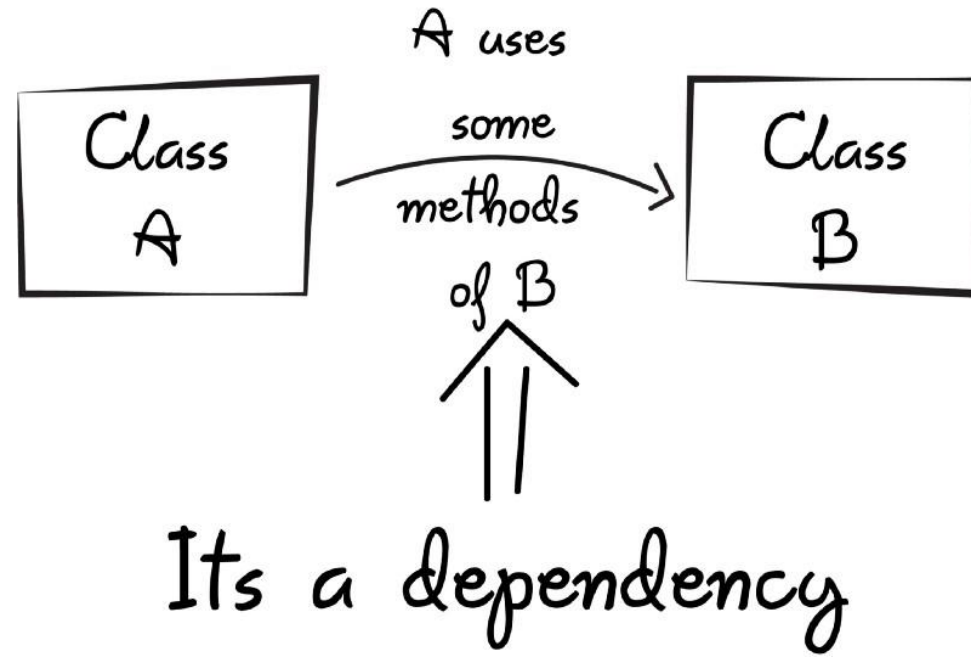 Class
A
A uses
some
methods
of B
Class
B
Its a dependency